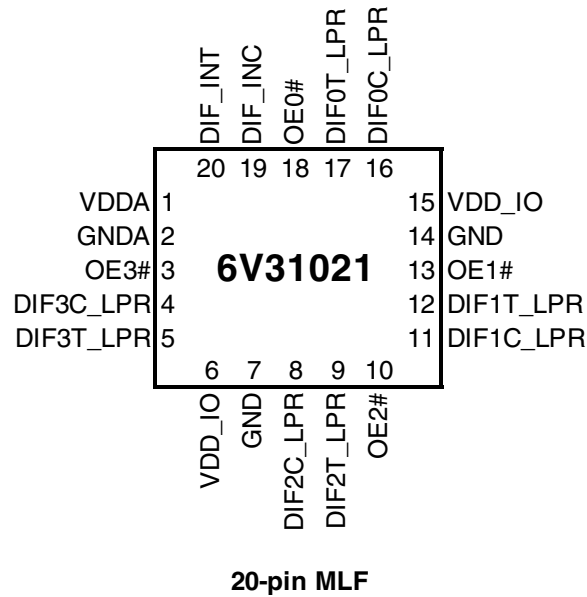 DIF_INT
DIF_INC
OE0#
DIF0T_LPR
DIF0C_LPR
20 19 18 17 16
VDDA 1
15 VDD_IO
GNDA 2
14 GND
OE3# 3
6V31021
13 OE1#
DIF3C_LPR 4
12 DIF1T_LPR
DIF3T_LPR 5
11 DIF1C_LPR
6 7 8 9 10
VDD_IO
GND
DIF2C_LPR
DIF2T_LPR
OE2#
20-pin MLF